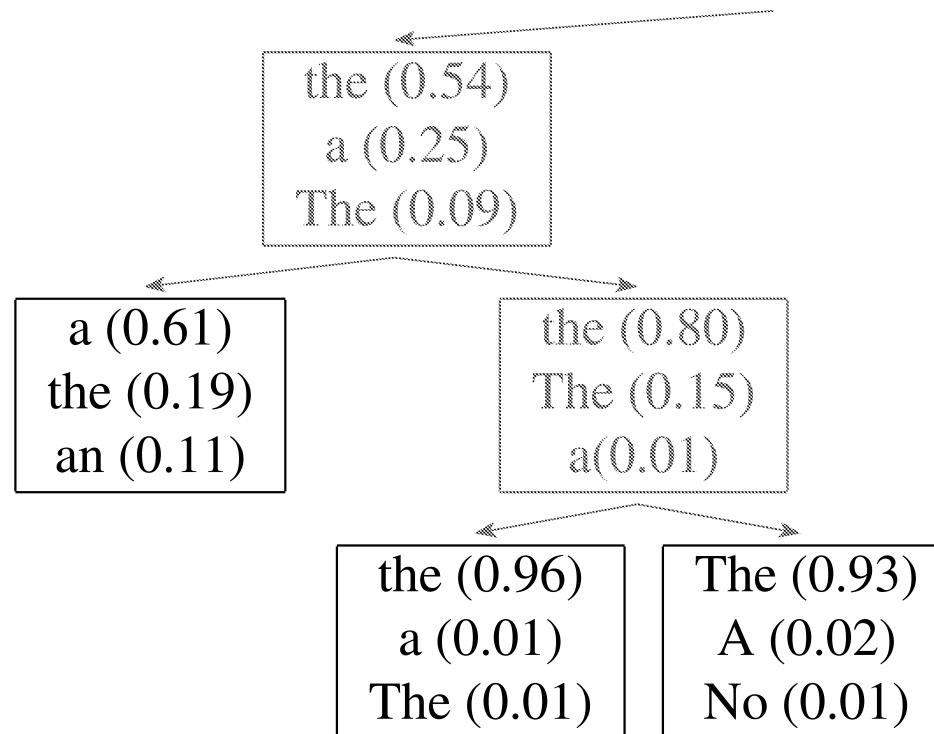 the (0.54)
a (0.25)
The (0.09)
a (0.61)
the (0.19)
an (0.11)
the (0.80)
The (0.15)
a(0.01)
the (0.96)
a (0.01)
The (0.01)
The (0.93)
A (0.02)
No (0.01)